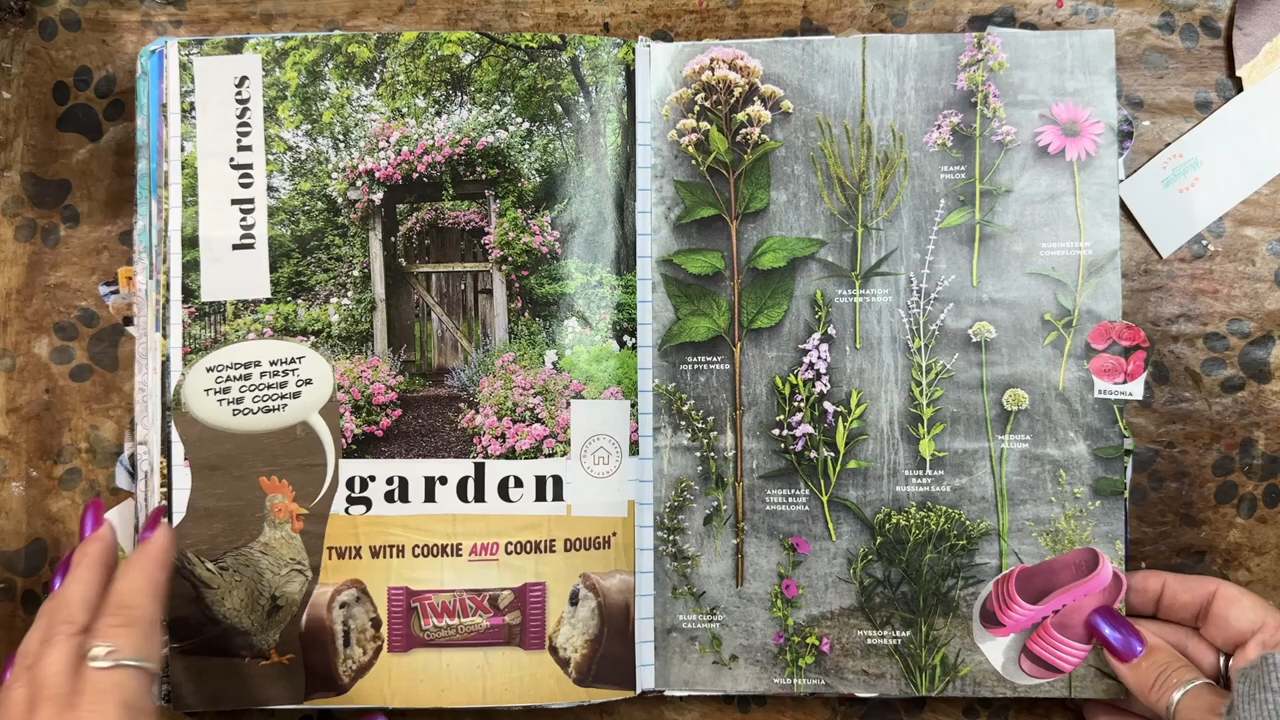 bed of roses
WONDER WHAT
CAME FIRST,
THE COOKIE OR
THE COOKIE
DOUGH?
garden
TWIX WITH COOKIE AND COOKIE DOUGH*
TWIX
Cookie Dough
'JEANA'
PHLOX
'RUBINSTERN'
CONEFLOWER
'FASCINATION'
CULVER'S ROOT
'GATEWAY'
JOE PYE WEED
BEGONIA
'MEDUSA'
ALLIUM
'BLUE JEAN
BABY'
RUSSIAN SAGE
'ANGELFACE
STEEL BLUE'
ANGELONIA
'BLUE CLOUD'
CALAMINT
HYSSOP-LEAF
BONESET
WILD PETUNIA